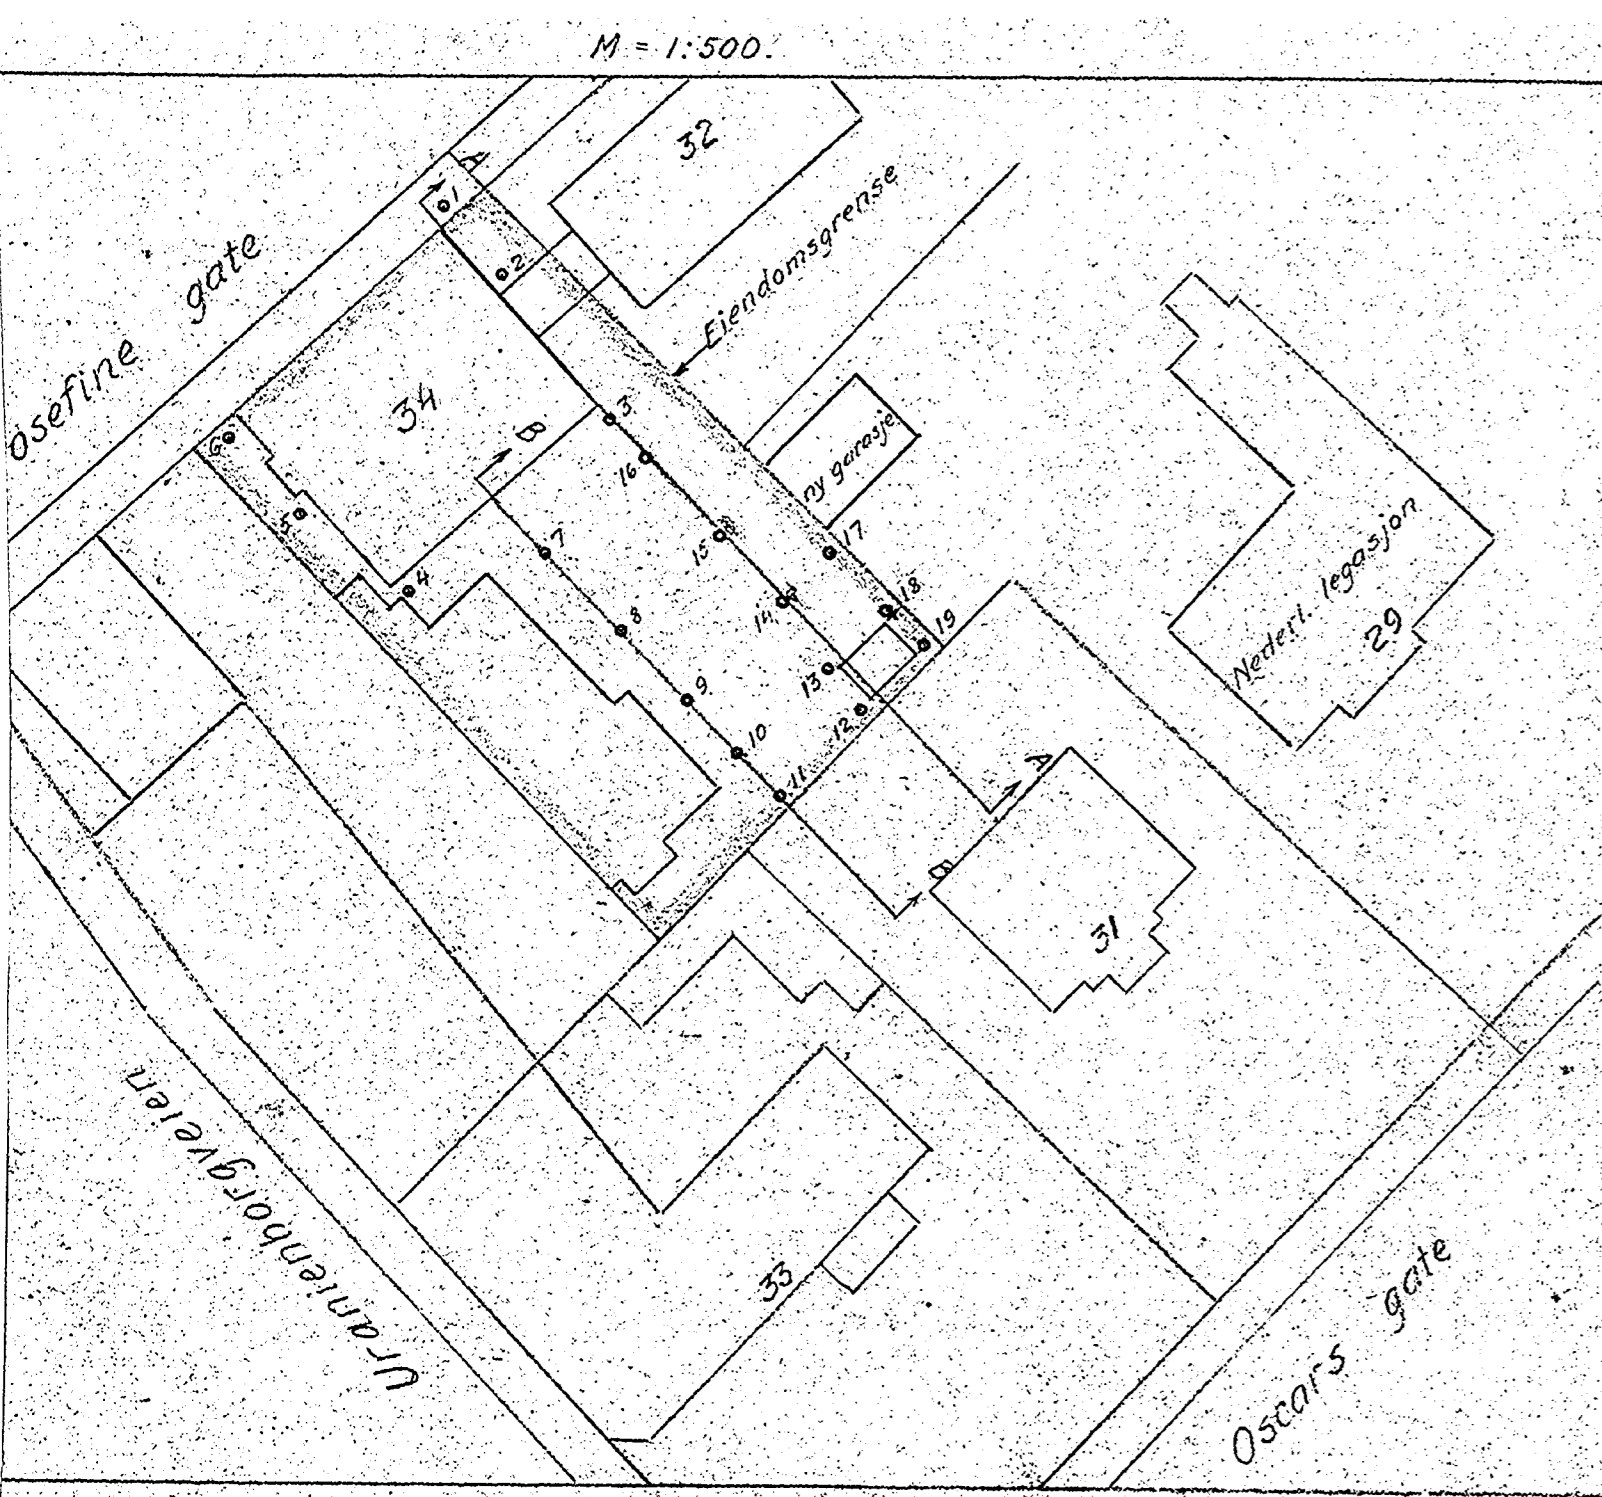 M = 1:500.
32
A
1
2
Eiendomsgrense
osefine gate
34
3
B
6
16
5
ny garasje
15
7
17
4
14
8
18
19
Nederl. legasjon
29
13
9
12
10
11
A
B
31
Uranienborgveien
33
Oscars gate